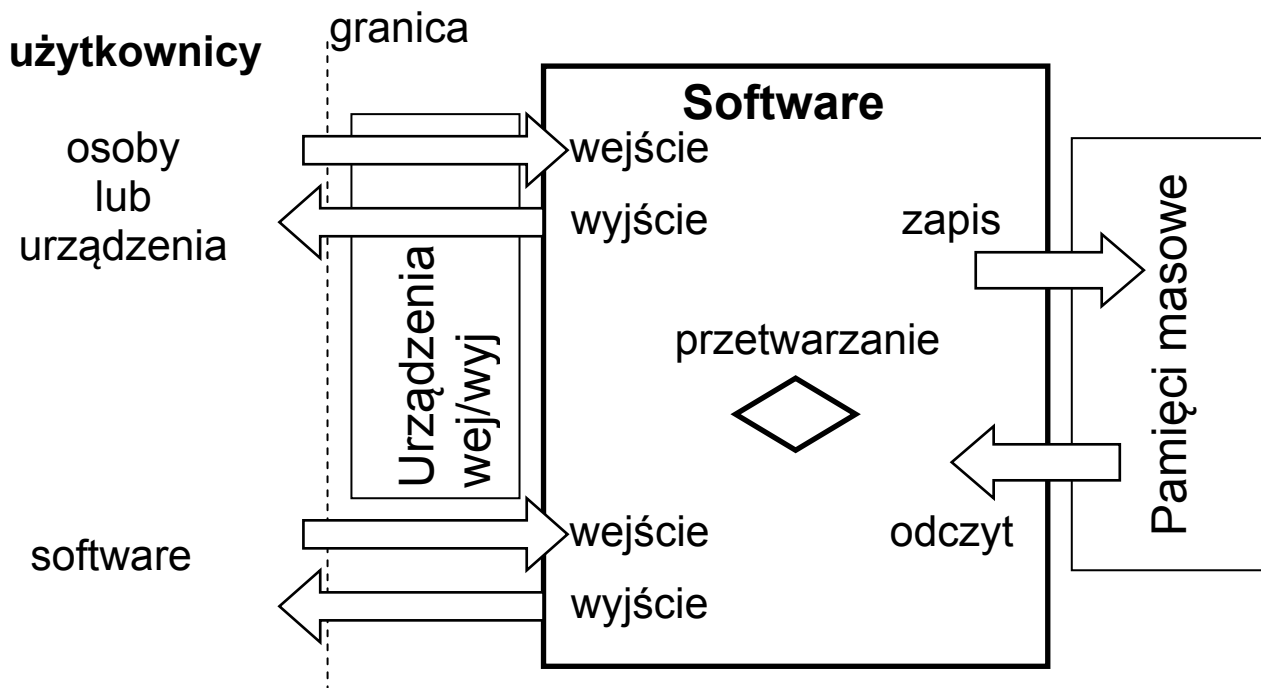 granica
użytkownicy
Software
osoby
lub
urządzenia
wejście
wyjście
zapis
Urządzenia
wej/wyj
przetwarzanie
Pamięci masowe
software
wejście
wyjście
odczyt